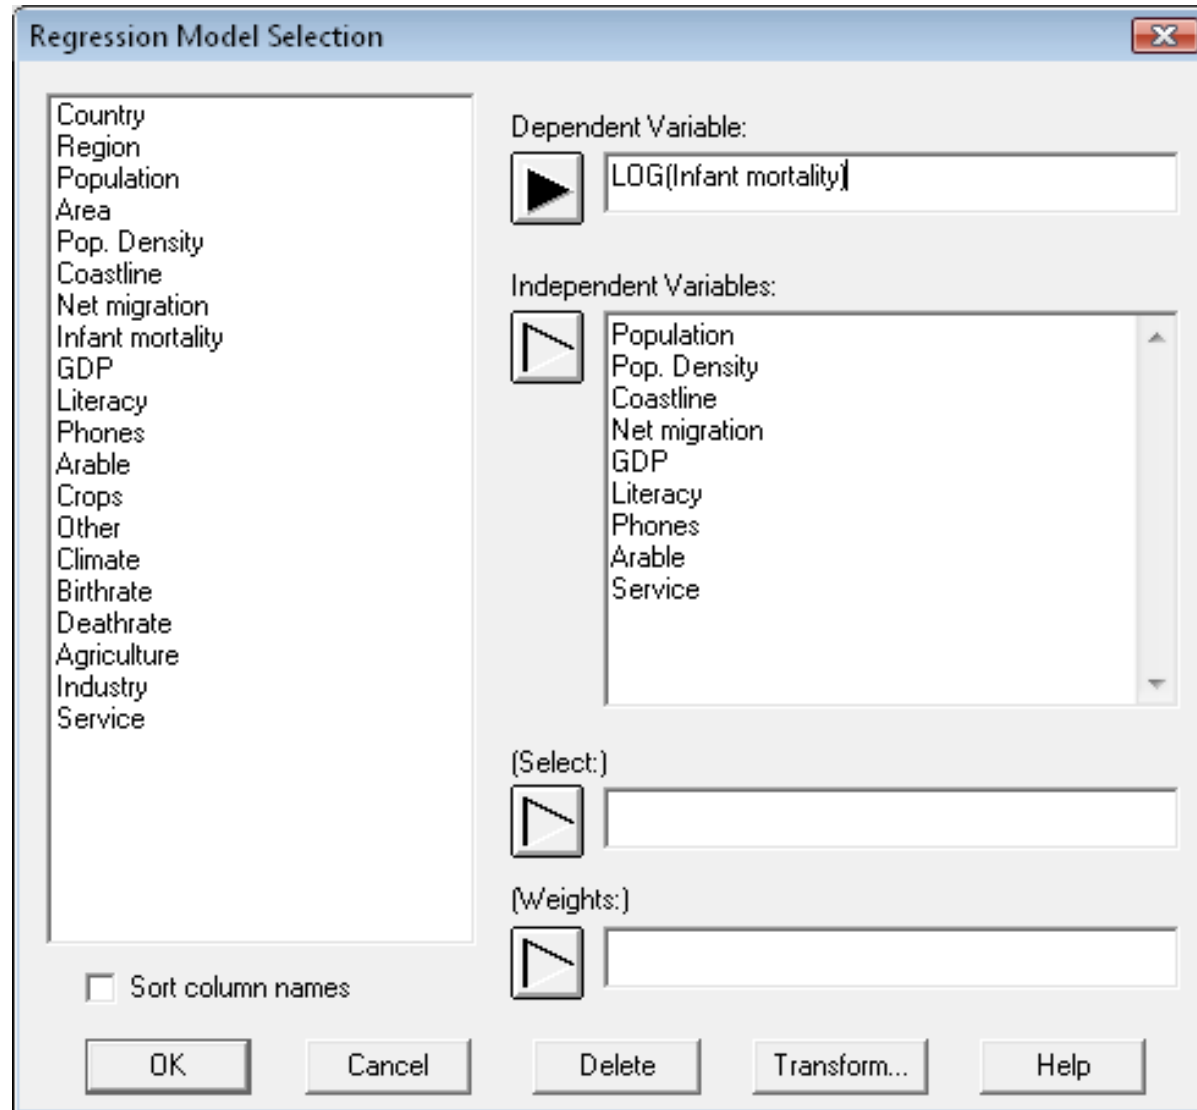 Regression Model Selection
Country
Region
Population
Area
Pop. Density
Coastline
Net migration
Infant mortality
GDP
Literacy
Phones
Arable
Crops
Other
Climate
Birthrate
Deathrate
Agriculture
Industry
Service
Sort column names
Dependent Variable:
LOG(Infant mortality)
Independent Variables:
Population
Pop. Density
Coastline
Net migration
GDP
Literacy
Phones
Arable
Service
(Select:)
(Weights:)
OK
Cancel
Delete
Transform...
Help